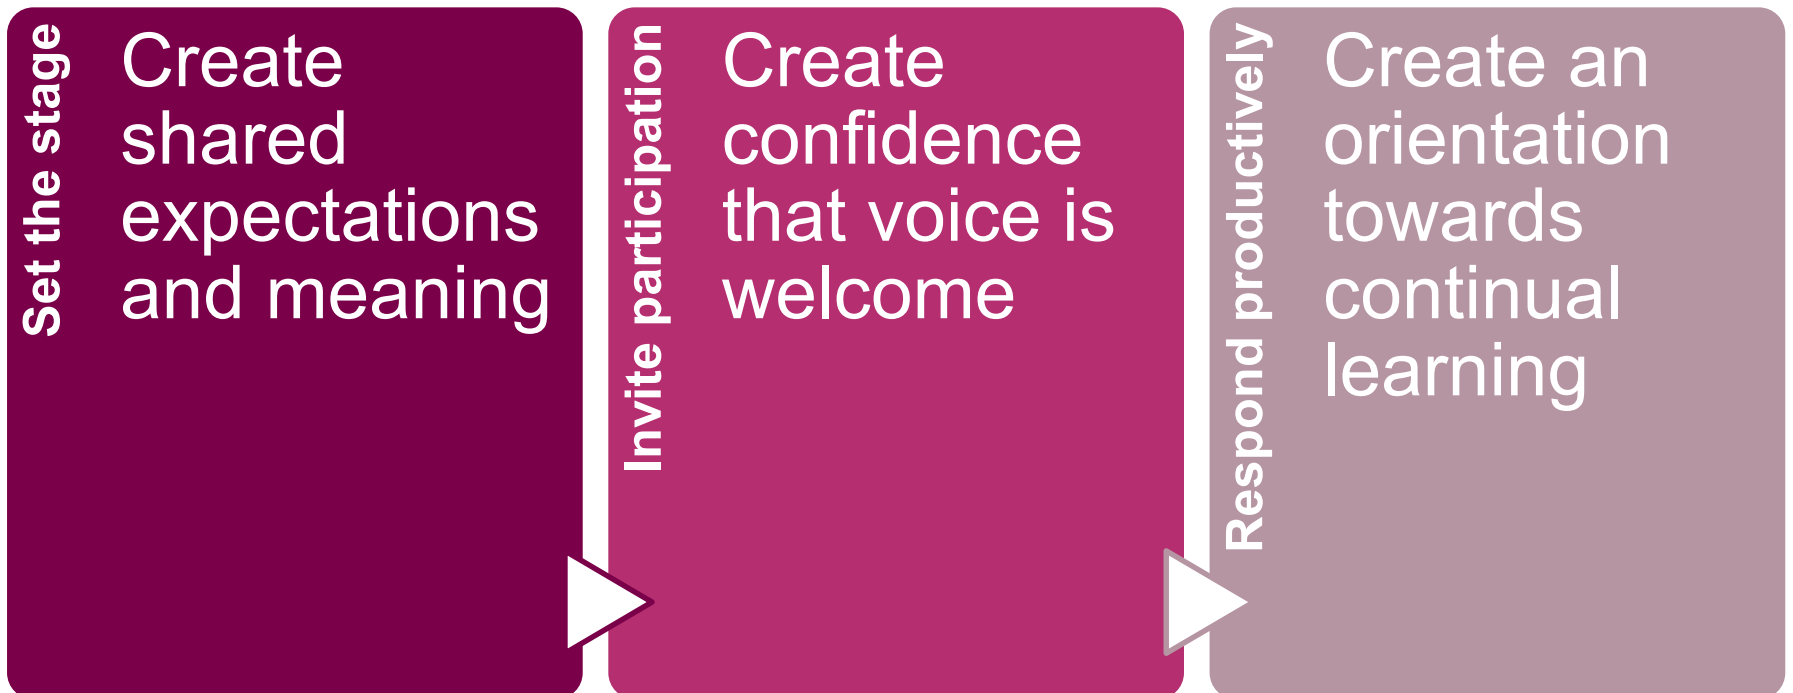 Set the stage
Create
shared
expectations
and meaning
Invite participation
Create
confidence
that voice is
welcome
Respond productively
Create an
orientation
towards
continual
learning